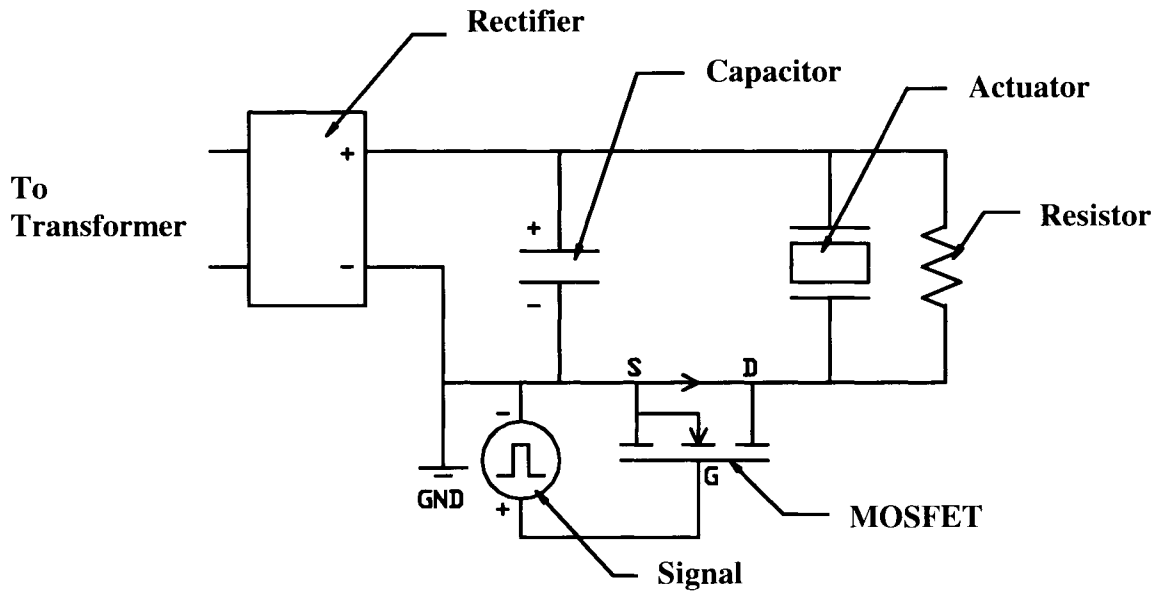 Rectifier
Capacitor
Actuator
To
Transformer
Resistor
+
+
−
−
S
D
−
GND
+
G
MOSFET
Signal